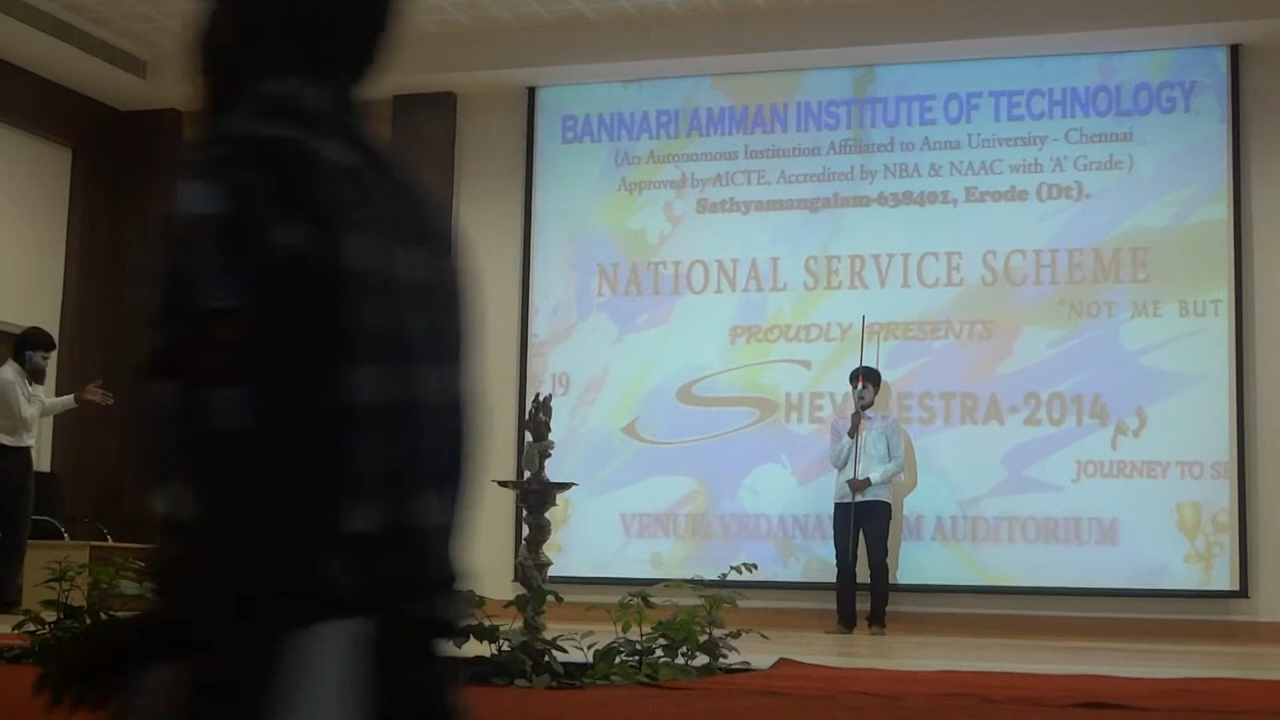 BANNARI AMMAN INSTITUTE OF TECHNOLOGY
(An Autonomous Institution Affiliated to Anna University - Chennai
Approved by AICTE, Accredited by NBA & NAAC with 'A' Grade )
Sathyamangalam-638401, Erode (Dt).
NATIONAL SERVICE SCHEME
"NOT ME BUT
PROUDLY PRESENTS
19
ESTRA-2014
JOURNEY TO
AUDITORIUM